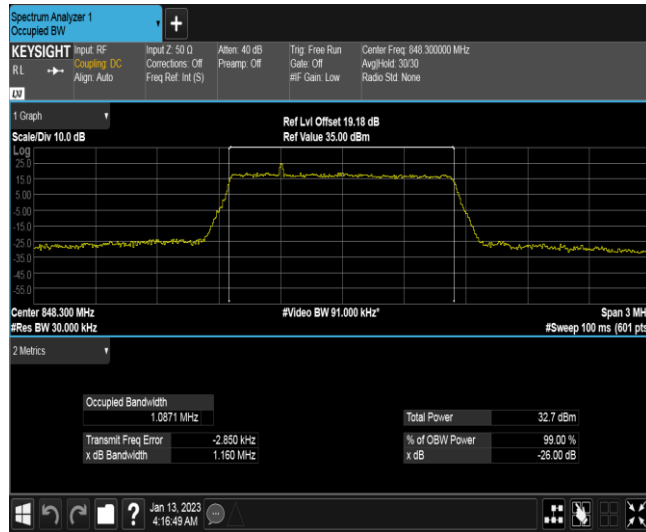 Spectrum Analyzer 1
Occupied BW
+
KEYSIGHT
RL
LXI
Input: RF
Coupling: DC
Align: Auto
Input Z: 50 Ω
Corrections: Off
Freq Ref: Int (S)
Atten: 40 dB
Preamp: Off
Trig: Free Run
Gate: Off
#IF Gain: Low
Center Freq: 848.300000 MHz
Avg|Hold: 30/30
Radio Std: None
1 Graph
Scale/Div 10.0 dB
Ref Lvl Offset 19.18 dB
Ref Value 35.00 dBm
Log
25.0
15.0
5.00
-5.00
-15.0
-25.0
-35.0
-45.0
-55.0
Center 848.300 MHz
#Res BW 30.000 kHz
#Video BW 91.000 kHz*
Span 3 MH
#Sweep 100 ms (601 pts
2 Metrics
Occupied Bandwidth
1.0871 MHz
Transmit Freq Error -2.850 kHz
x dB Bandwidth 1.160 MHz
Total Power 32.7 dBm
% of OBW Power 99.00 %
x dB -26.00 dB
?
Jan 13, 2023
4:16:49 AM